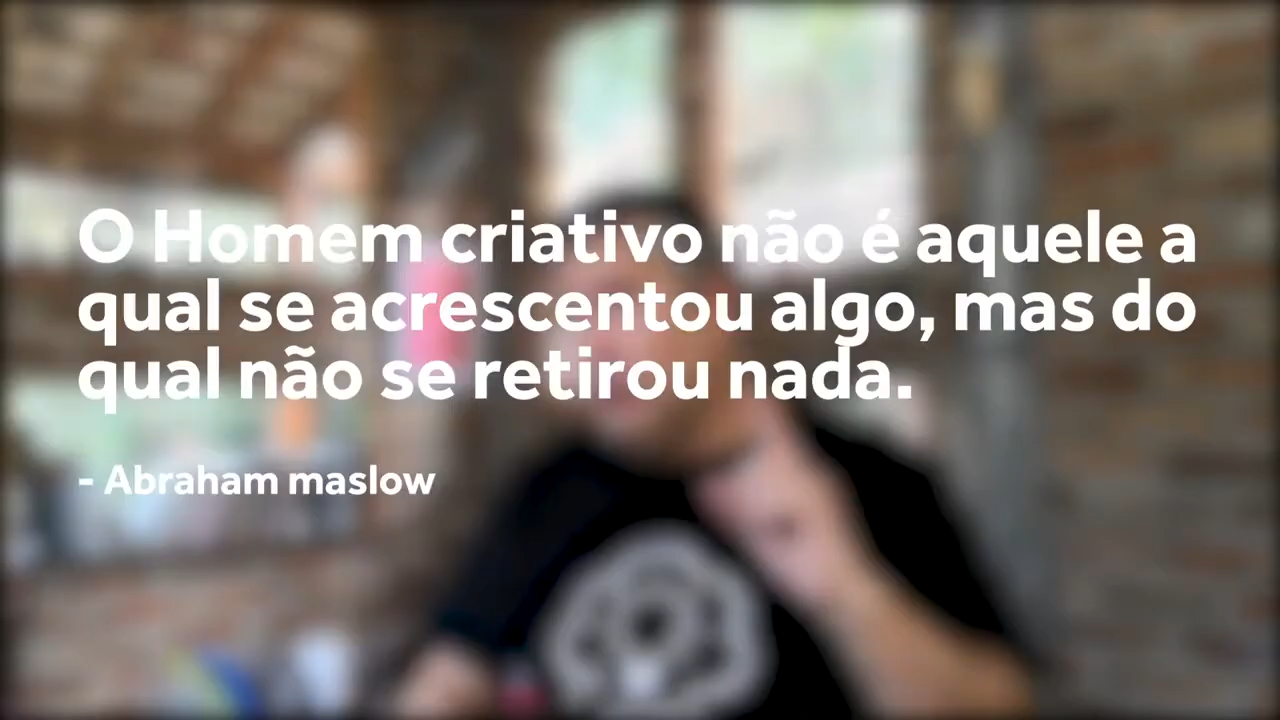 O Homem criativo não é aquele a
qual se acrescentou algo, mas do
qual não se retirou nada.
- Abraham maslow